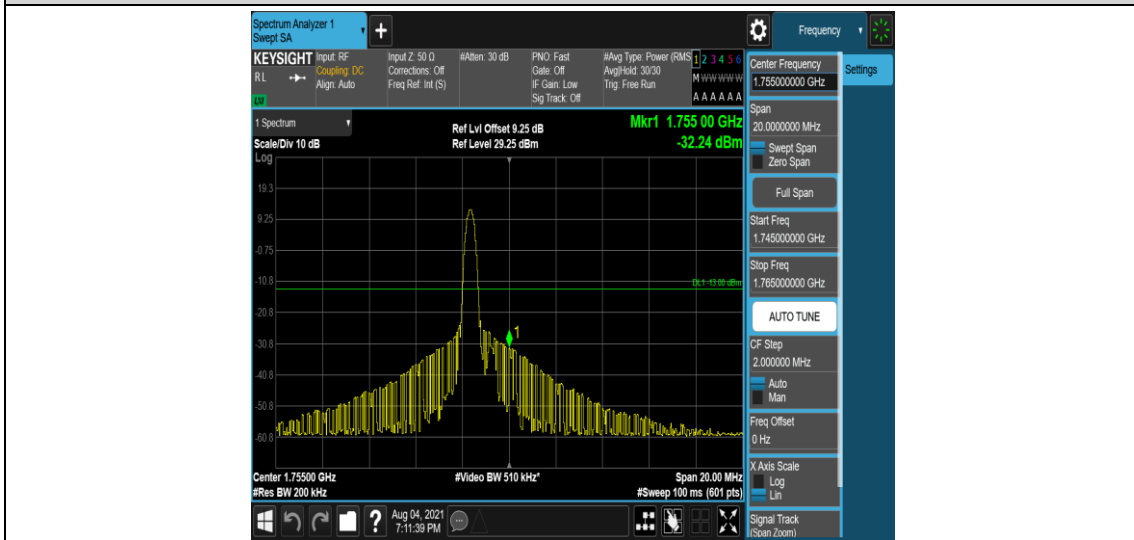 Spectrum Analyzer 1
Swept SA
+
Frequency
KEYSIGHT
RL
LXI
Input: RF
Coupling: DC
Align: Auto
Input Z: 50 Ω
Corrections: Off
Freq Ref: Int (S)
#Atten: 30 dB
PNO: Fast
Gate: Off
IF Gain: Low
Sig Track: Off
#Avg Type: Power (RMS
Avg|Hold: 30/30
Trig: Free Run
1 2 3 4 5 6
M W W W W W
A A A A A A
Center Frequency
1.755000000 GHz
Settings
Span
20.0000000 MHz
Swept Span
Zero Span
Full Span
Start Freq
1.745000000 GHz
Stop Freq
1.765000000 GHz
AUTO TUNE
CF Step
2.000000 MHz
Auto
Man
Freq Offset
0 Hz
X Axis Scale
Log
Lin
Signal Track
(Span Zoom)
1 Spectrum
Scale/Div 10 dB
Log
Ref Lvl Offset 9.25 dB
Ref Level 29.25 dBm
Mkr1 1.755 00 GHz
-32.24 dBm
19.3
9.25
-0.75
-10.8
DL1 -13.00 dBm
-20.8
-30.8
1
-40.8
-50.8
-60.8
Center 1.75500 GHz
#Video BW 510 kHz*
Span 20.00 MHz
#Res BW 200 kHz
#Sweep 100 ms (601 pts)
?
Aug 04, 2021
7:11:39 PM